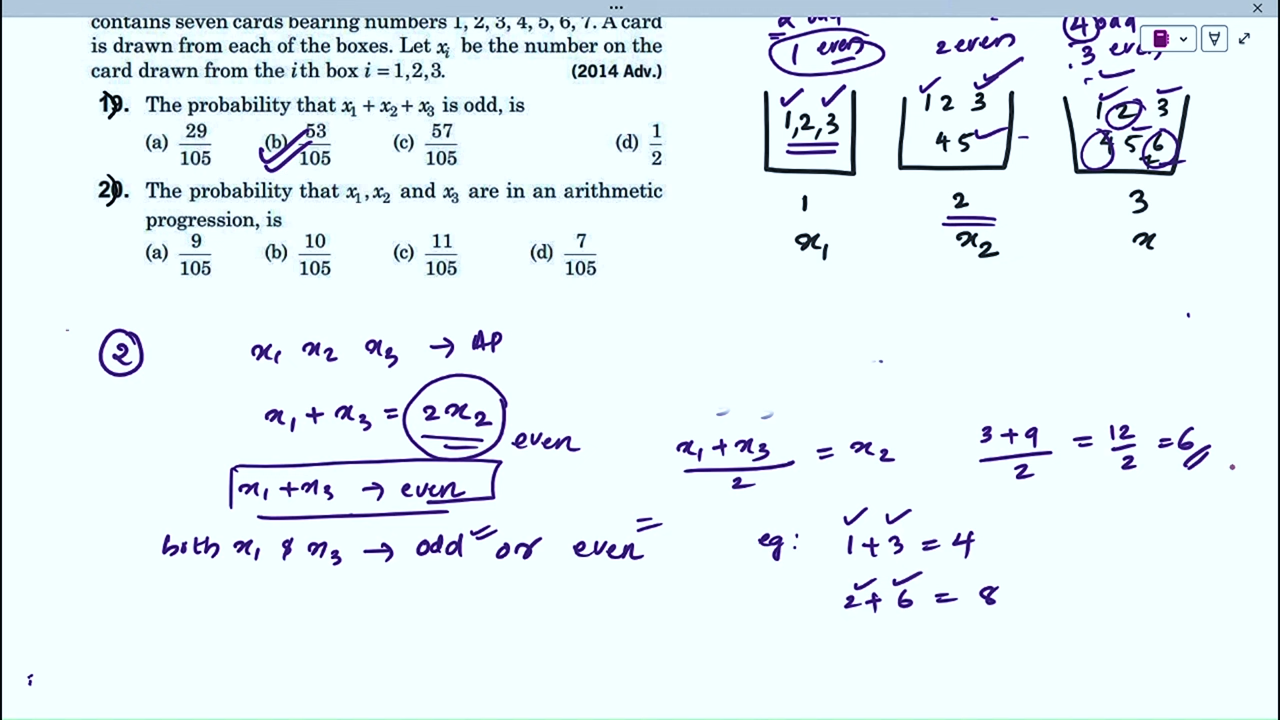 contains seven cards bearing numbers 1, 2, 3, 4, 5, 6, 7. A card
is drawn from each of the boxes. Let xᵢ be the number on the
card drawn from the ith box i = 1,2,3. (2014 Adv.)
19. The probability that x₁ + x₂ + x₃ is odd, is
(a) 29/105 (b) 53/105 (c) 57/105 (d) 1/2
20. The probability that x₁, x₂ and x₃ are in an arithmetic
progression, is
(a) 9/105 (b) 10/105 (c) 11/105 (d) 7/105
1 even 2 even 3 even
1,2,3
1 2 3
4 5
1 2 3
4 5 6
1 2 3
x₁ x₂ x
② x₁ x₂ x₃ → AP
x₁ + x₃ = 2x₂ even
x₁ + x₃ → even
both x₁ & x₃ → odd or even
(x₁ + x₃)/2 = x₂ (3+9)/2 = 12/2 = 6
eg: 1 + 3 = 4
2 + 6 = 8